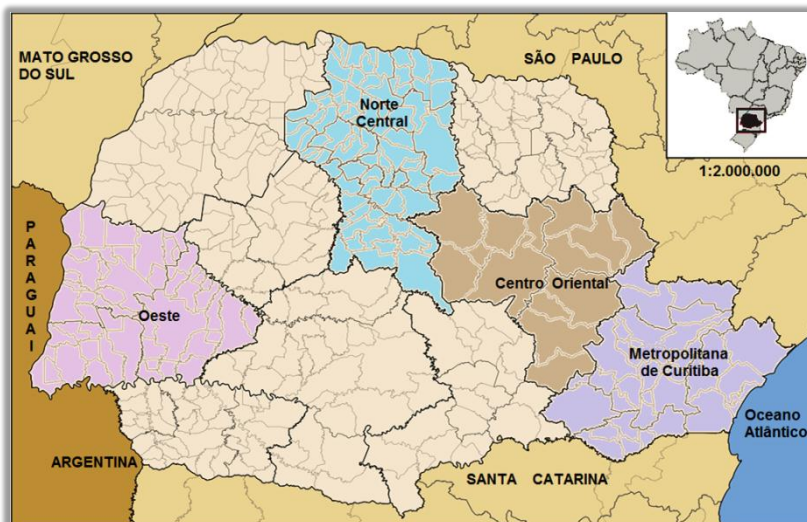 MATO GROSSO
DO SUL
SÃO PAULO
Norte
Central
1:2.000.000
PARAGUAI
Oeste
Centro Oriental
Metropolitana
de Curitiba
Oceano
Atlântico
ARGENTINA
SANTA CATARINA